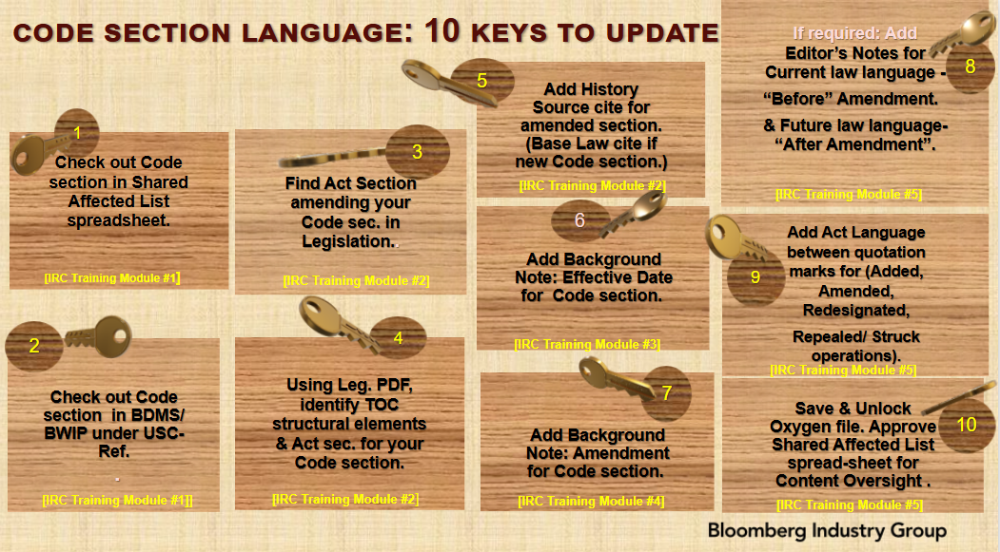 CODE SECTION LANGUAGE: 10 KEYS TO UPDATE
1
Check out Code
section in Shared
Affected List
spreadsheet.
[IRC Training Module #1]
2
Check out Code
section in BDMS/
BWIP under USC-
Ref.
.
[IRC Training Module #1]]
3
Find Act Section
amending your
Code sec. in
Legislation..
[IRC Training Module #2]
4
Using Leg. PDF,
identify TOC
structural elements
& Act sec. for your
Code section.
[IRC Training Module #2]
5
Add History
Source cite for
amended section.
(Base Law cite if
new Code section.)
[IRC Training Module #2]
6
Add Background
Note: Effective Date
for Code section.
[IRC Training Module #3]
7
Add Background
Note: Amendment
for Code section.
[IRC Training Module #4]
8
If required: Add
Editor’s Notes for
Current law language -
“Before” Amendment.
& Future law language-
“After Amendment”.
[IRC Training Module #5]
9
Add Act Language
between quotation
marks for (Added,
Amended,
Redesignated,
Repealed/ Struck
operations).
[IRC Training Module #5]
10
Save & Unlock
Oxygen file. Approve
Shared Affected List
spread-sheet for
Content Oversight .
[IRC Training Module #5]
Bloomberg Industry Group